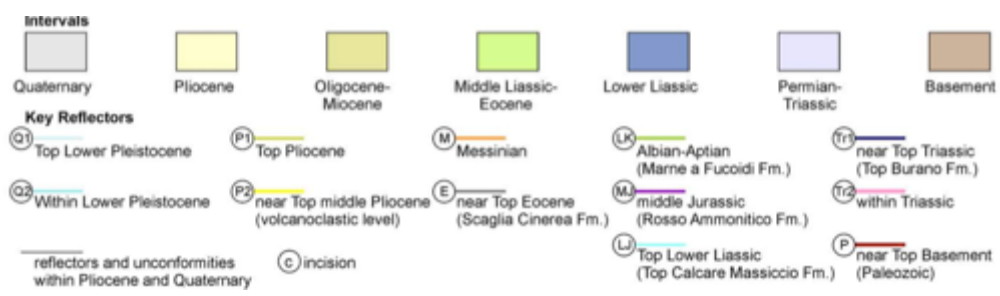 Intervals
Quaternary
Pliocene
Oligocene-
Miocene
Middle Liassic-
Eocene
Lower Liassic
Permian-
Triassic
Basement
Key Reflectors
Q1 Top Lower Pleistocene
P1 Top Pliocene
M Messinian
LK Albian-Aptian
(Marne a Fucoidi Fm.)
Tr1 near Top Triassic
(Top Burano Fm.)
Q2 Within Lower Pleistocene
P2 near Top middle Pliocene
(volcanoclastic level)
E near Top Eocene
(Scaglia Cinerea Fm.)
MJ middle Jurassic
(Rosso Ammonitico Fm.)
Tr2 within Triassic
reflectors and unconformities
within Pliocene and Quaternary
C incision
LJ Top Lower Liassic
(Top Calcare Massiccio Fm.)
P near Top Basement
(Paleozoic)